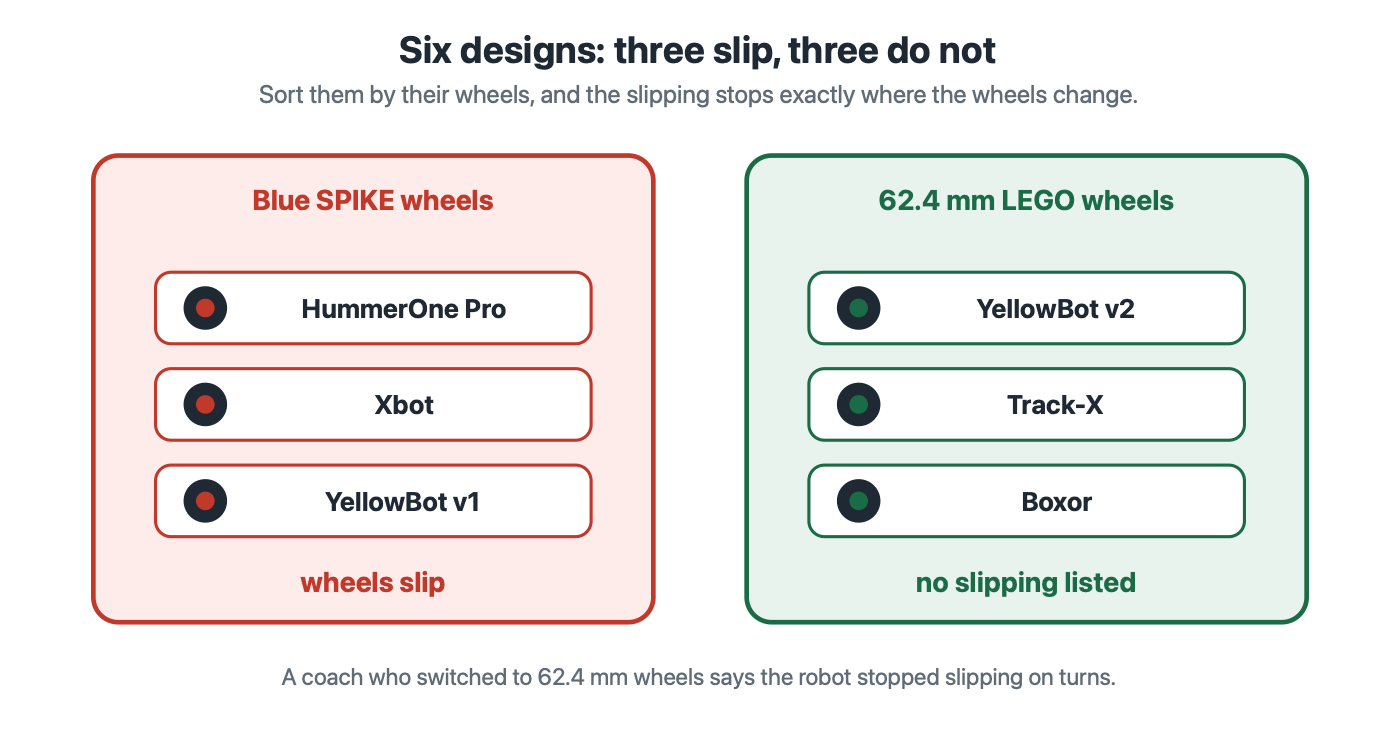 Six designs: three slip, three do not
Sort them by their wheels, and the slipping stops exactly where the wheels change.
Blue SPIKE wheels
HummerOne Pro
Xbot
YellowBot v1
wheels slip
62.4 mm LEGO wheels
YellowBot v2
Track-X
Boxor
no slipping listed
A coach who switched to 62.4 mm wheels says the robot stopped slipping on turns.